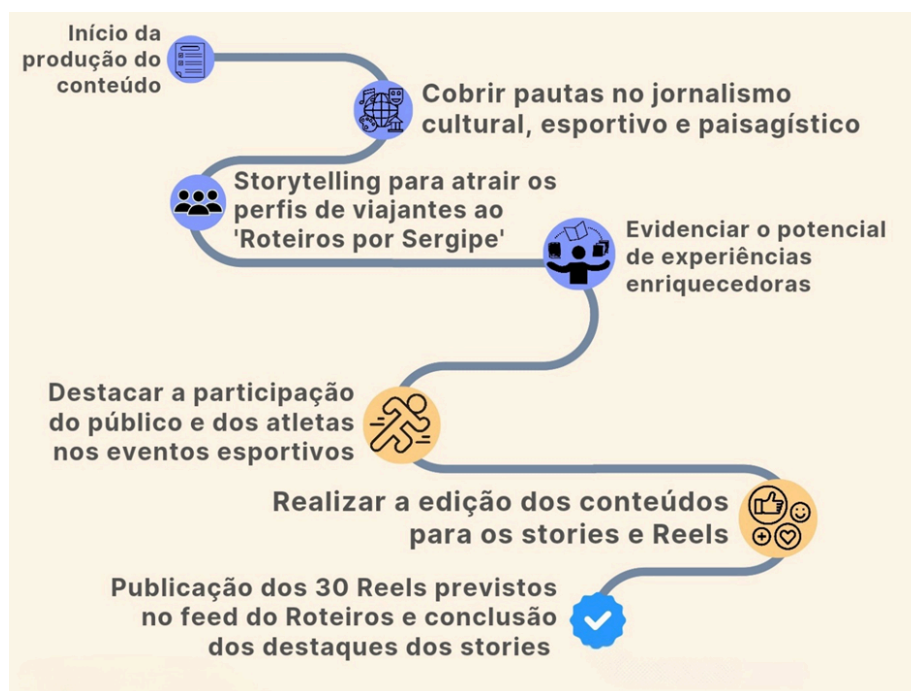 Início da
produção do
conteúdo
Cobrir pautas no jornalismo
cultural, esportivo e paisagístico
Storytelling para atrair os
perfis de viajantes ao
'Roteiros por Sergipe'
Evidenciar o potencial
de experiências
enriquecedoras
Destacar a participação
do público e dos atletas
nos eventos esportivos
Realizar a edição dos conteúdos
para os stories e Reels
Publicação dos 30 Reels previstos
no feed do Roteiros e conclusão
dos destaques dos stories